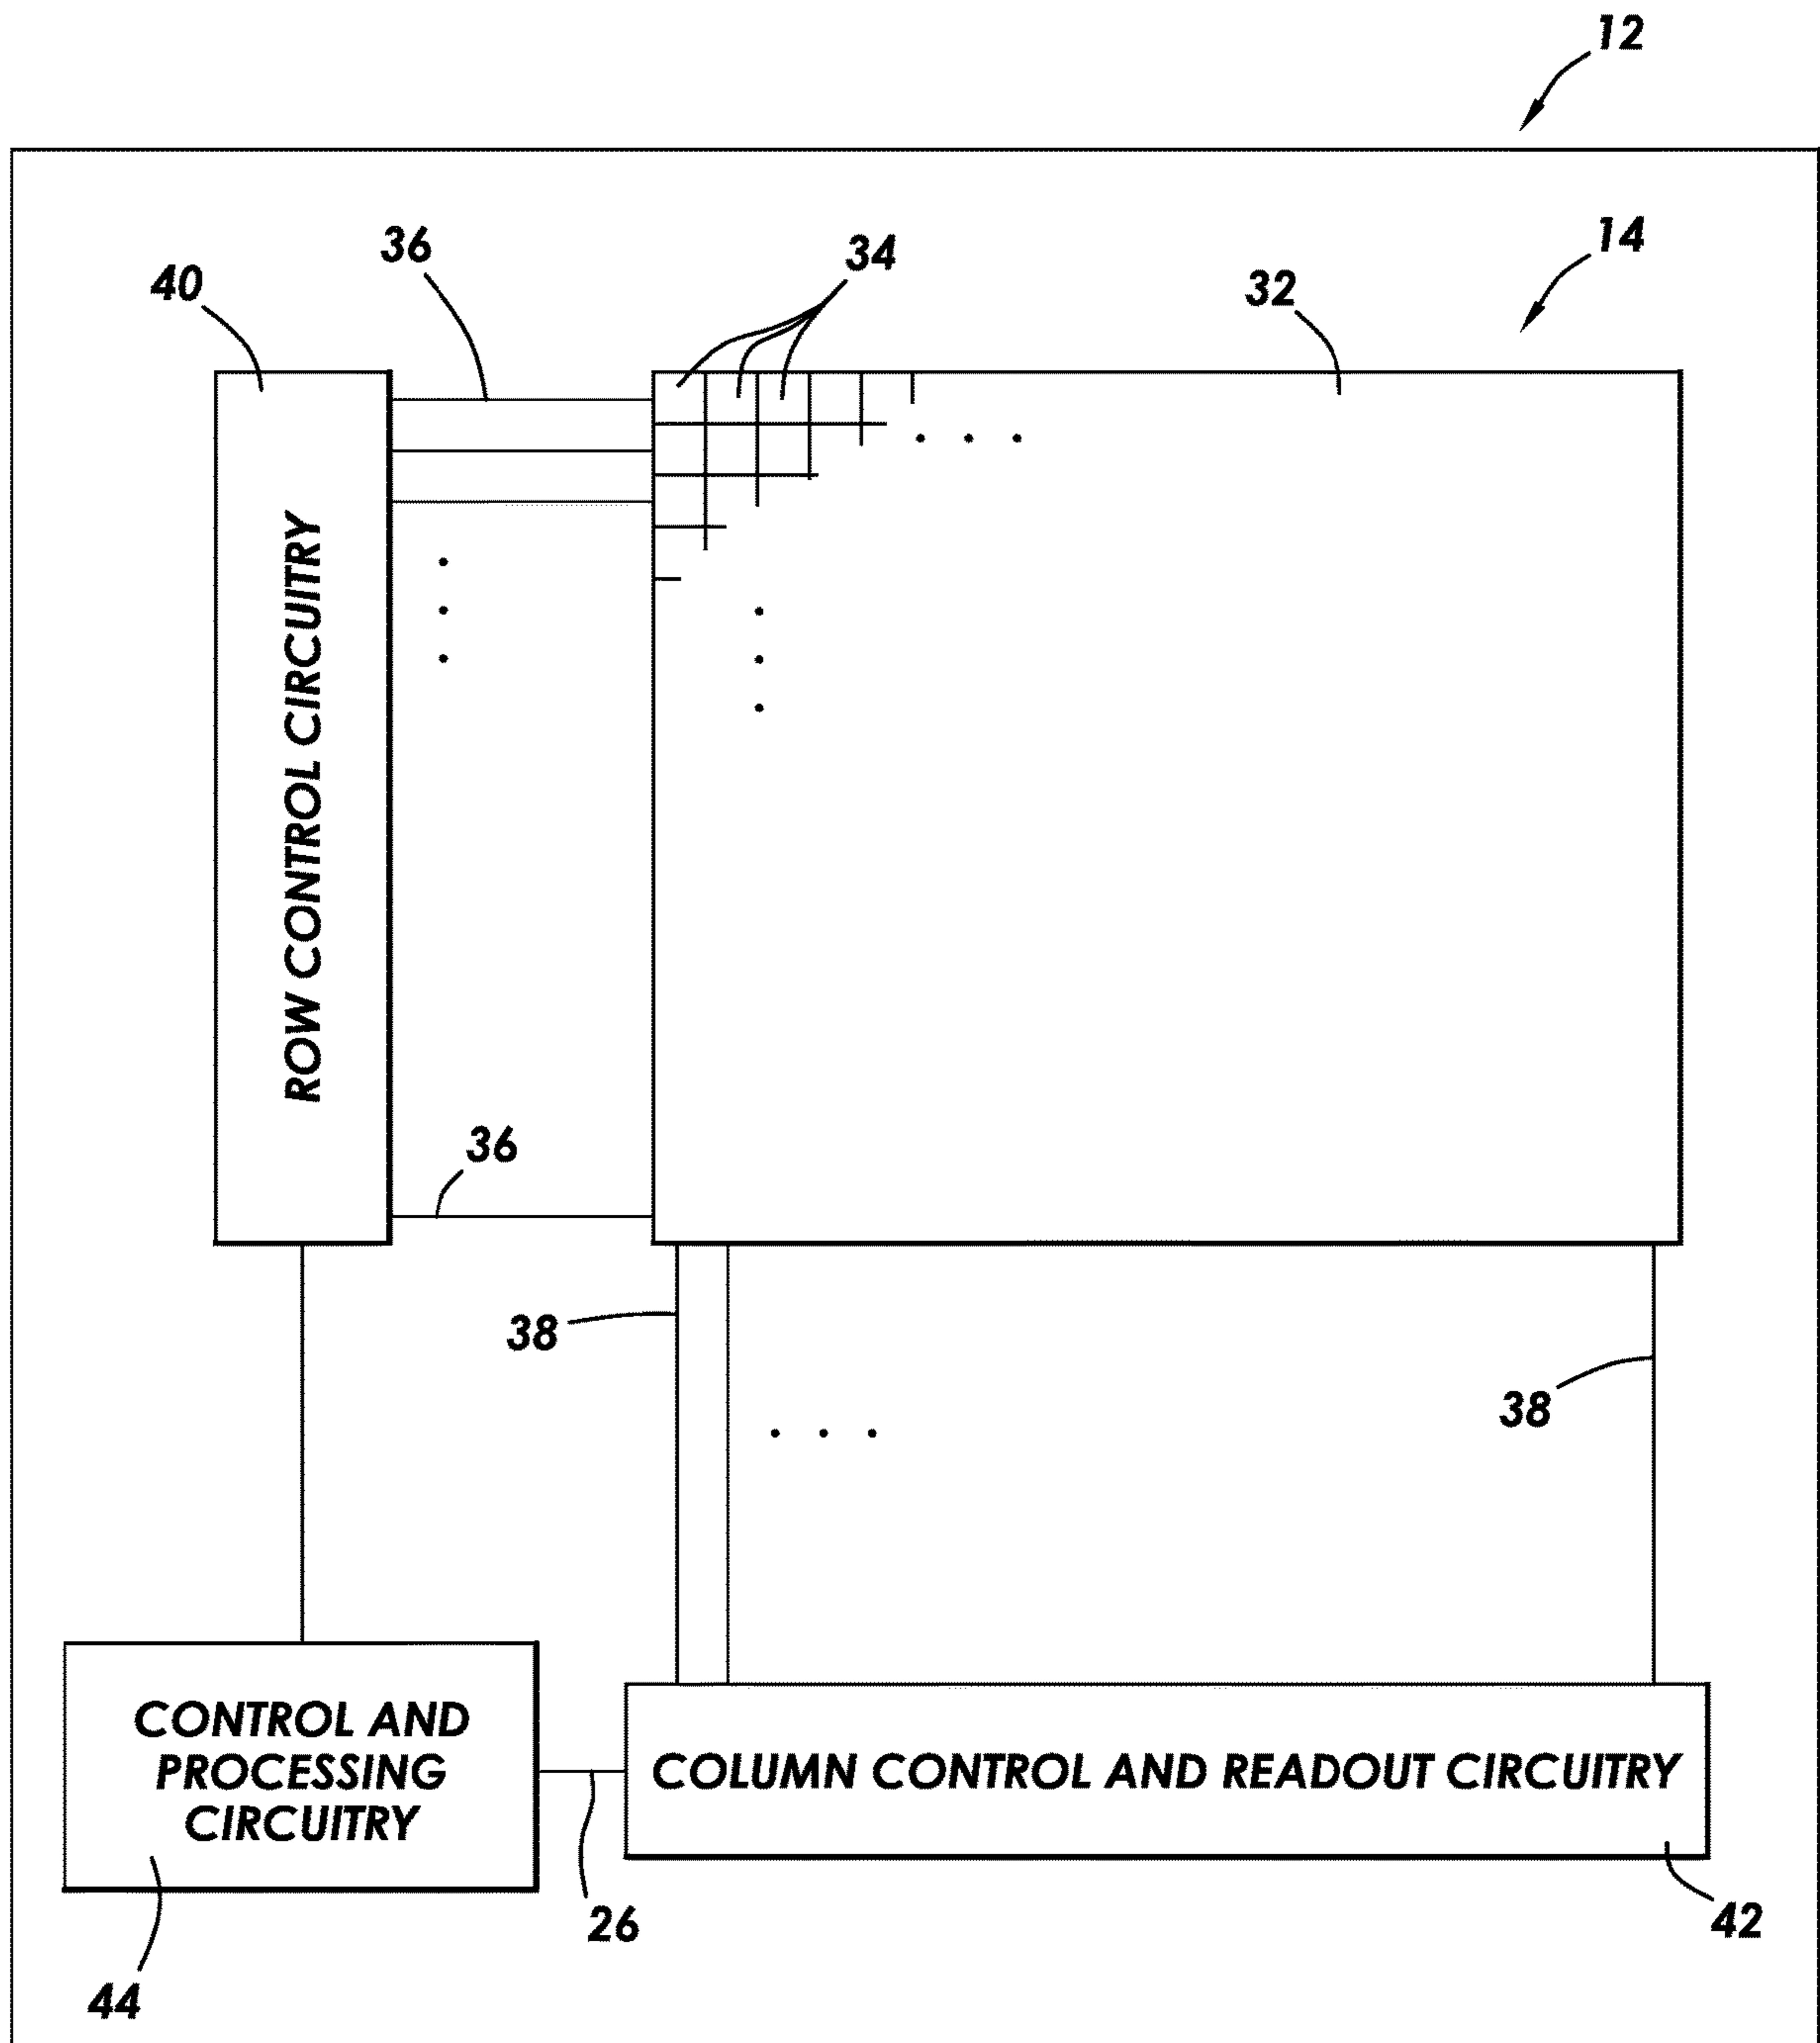 12
14
36
34
40
32
ROW CONTROL CIRCUITRY
36
38
38
CONTROL AND
PROCESSING
CIRCUITRY
COLUMN CONTROL AND READOUT CIRCUITRY
26
42
44